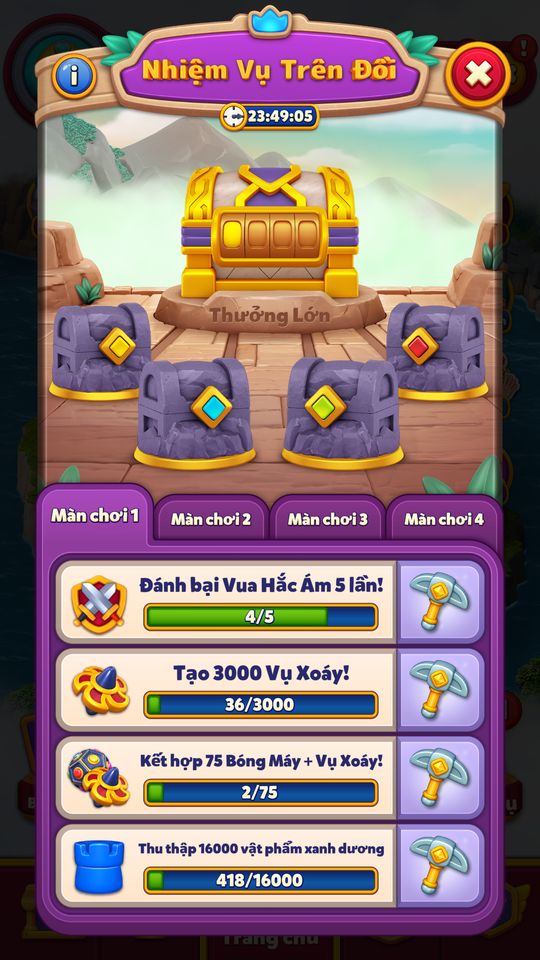 Nhiệm Vụ Trên Đồi
23:49:05
Thưởng Lớn
Màn chơi 1
Màn chơi 2
Màn chơi 3
Màn chơi 4
Đánh bại Vua Hắc Ám 5 lần!
4/5
Tạo 3000 Vụ Xoáy!
36/3000
Kết hợp 75 Bóng Máy + Vụ Xoáy!
2/75
Thu thập 16000 vật phẩm xanh dương
418/16000
Trang chủ